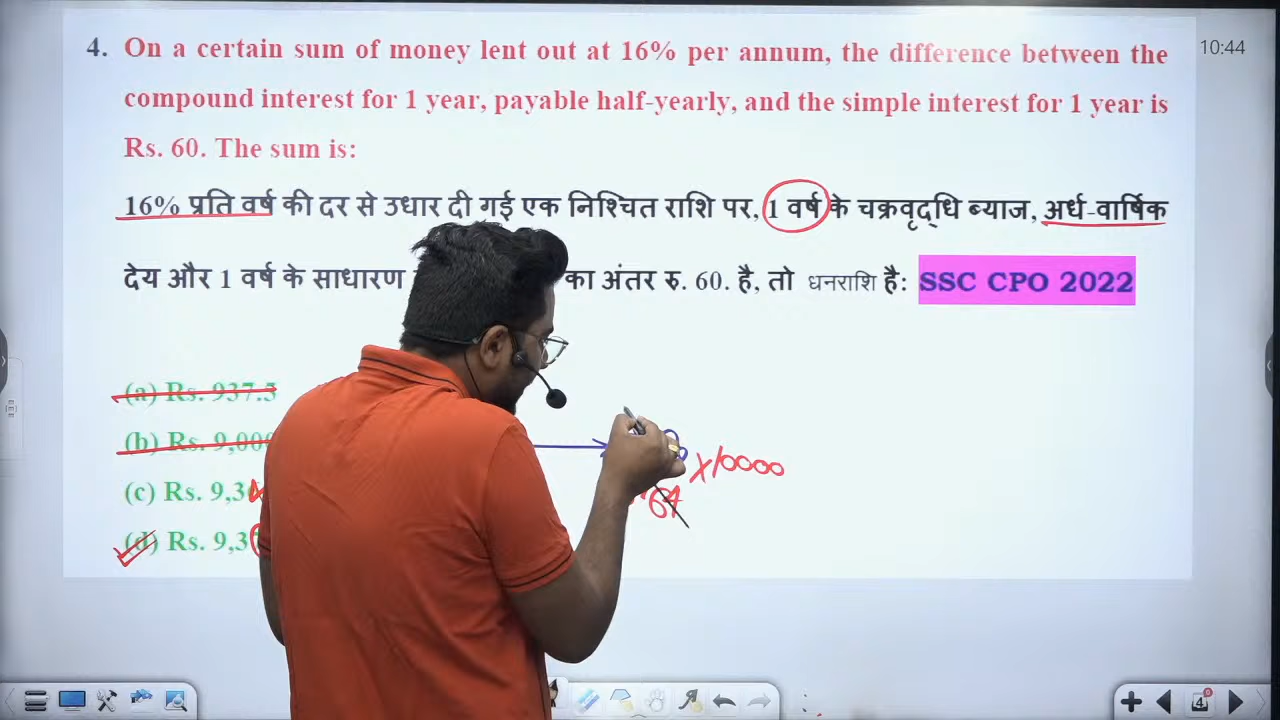 10:44
4. On a certain sum of money lent out at 16% per annum, the difference between the
compound interest for 1 year, payable half-yearly, and the simple interest for 1 year is
Rs. 60. The sum is:
16% प्रति वर्ष की दर से उधार दी गई एक निश्चित राशि पर, 1 वर्ष के चक्रवृद्धि ब्याज, अर्ध-वार्षिक
देय और 1 वर्ष के साधारण का अंतर रु. 60. है, तो धनराशि है: SSC CPO 2022
(a) Rs. 937.5
(b) Rs. 9,000
(c) Rs. 9,3
(d) Rs. 9,3
X10000
64
4